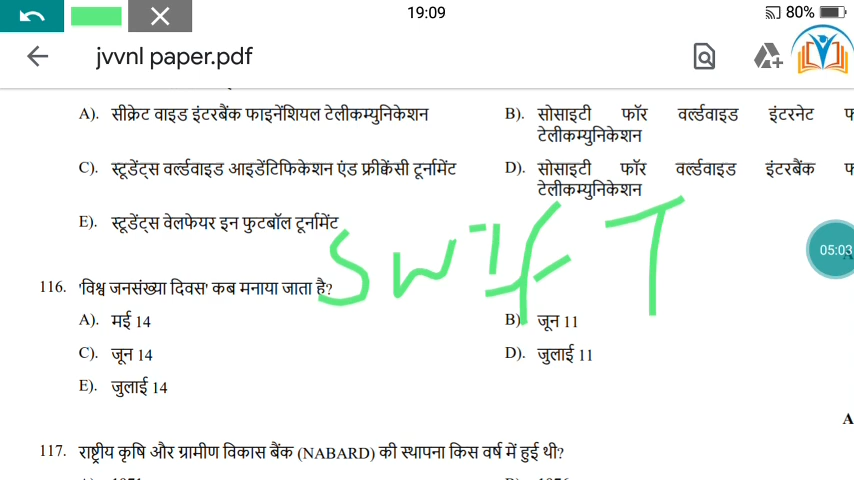 19:09
80%
jvvnl paper.pdf
A). सीक्रेट वाइड इंटरबैंक फाइनेंशियल टेलीकम्युनिकेशन
B). सोसाइटी फॉर वर्ल्डवाइड इंटरनेट
टेलीकम्युनिकेशन
C). स्टूडेंट्स वर्ल्डवाइड आइडेंटिफिकेशन एंड फ्रीक्वेंसी टूर्नामेंट
D). सोसाइटी फॉर वर्ल्डवाइड इंटरबैंक
टेलीकम्युनिकेशन
E). स्टूडेंट्स वेलफेयर इन फुटबॉल टूर्नामेंट
SWIFT
05:03
116. 'विश्व जनसंख्या दिवस' कब मनाया जाता है?
A). मई 14
B). जून 11
C). जून 14
D). जुलाई 11
E). जुलाई 14
A
117. राष्ट्रीय कृषि और ग्रामीण विकास बैंक (NABARD) की स्थापना किस वर्ष में हुई थी?